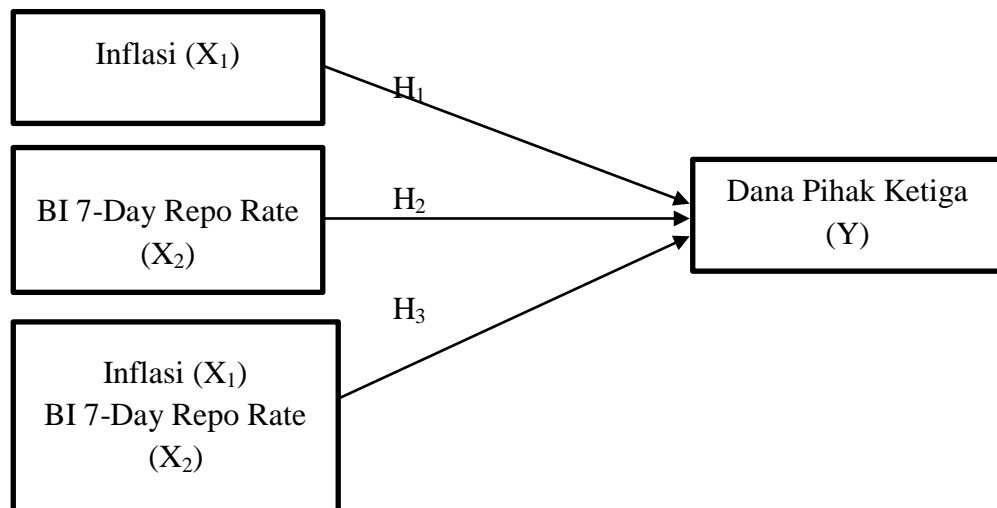 Inflasi (X₁)
H₁
BI 7-Day Repo Rate
(X₂)
H₂
Dana Pihak Ketiga
(Y)
H₃
Inflasi (X₁)
BI 7-Day Repo Rate
(X₂)